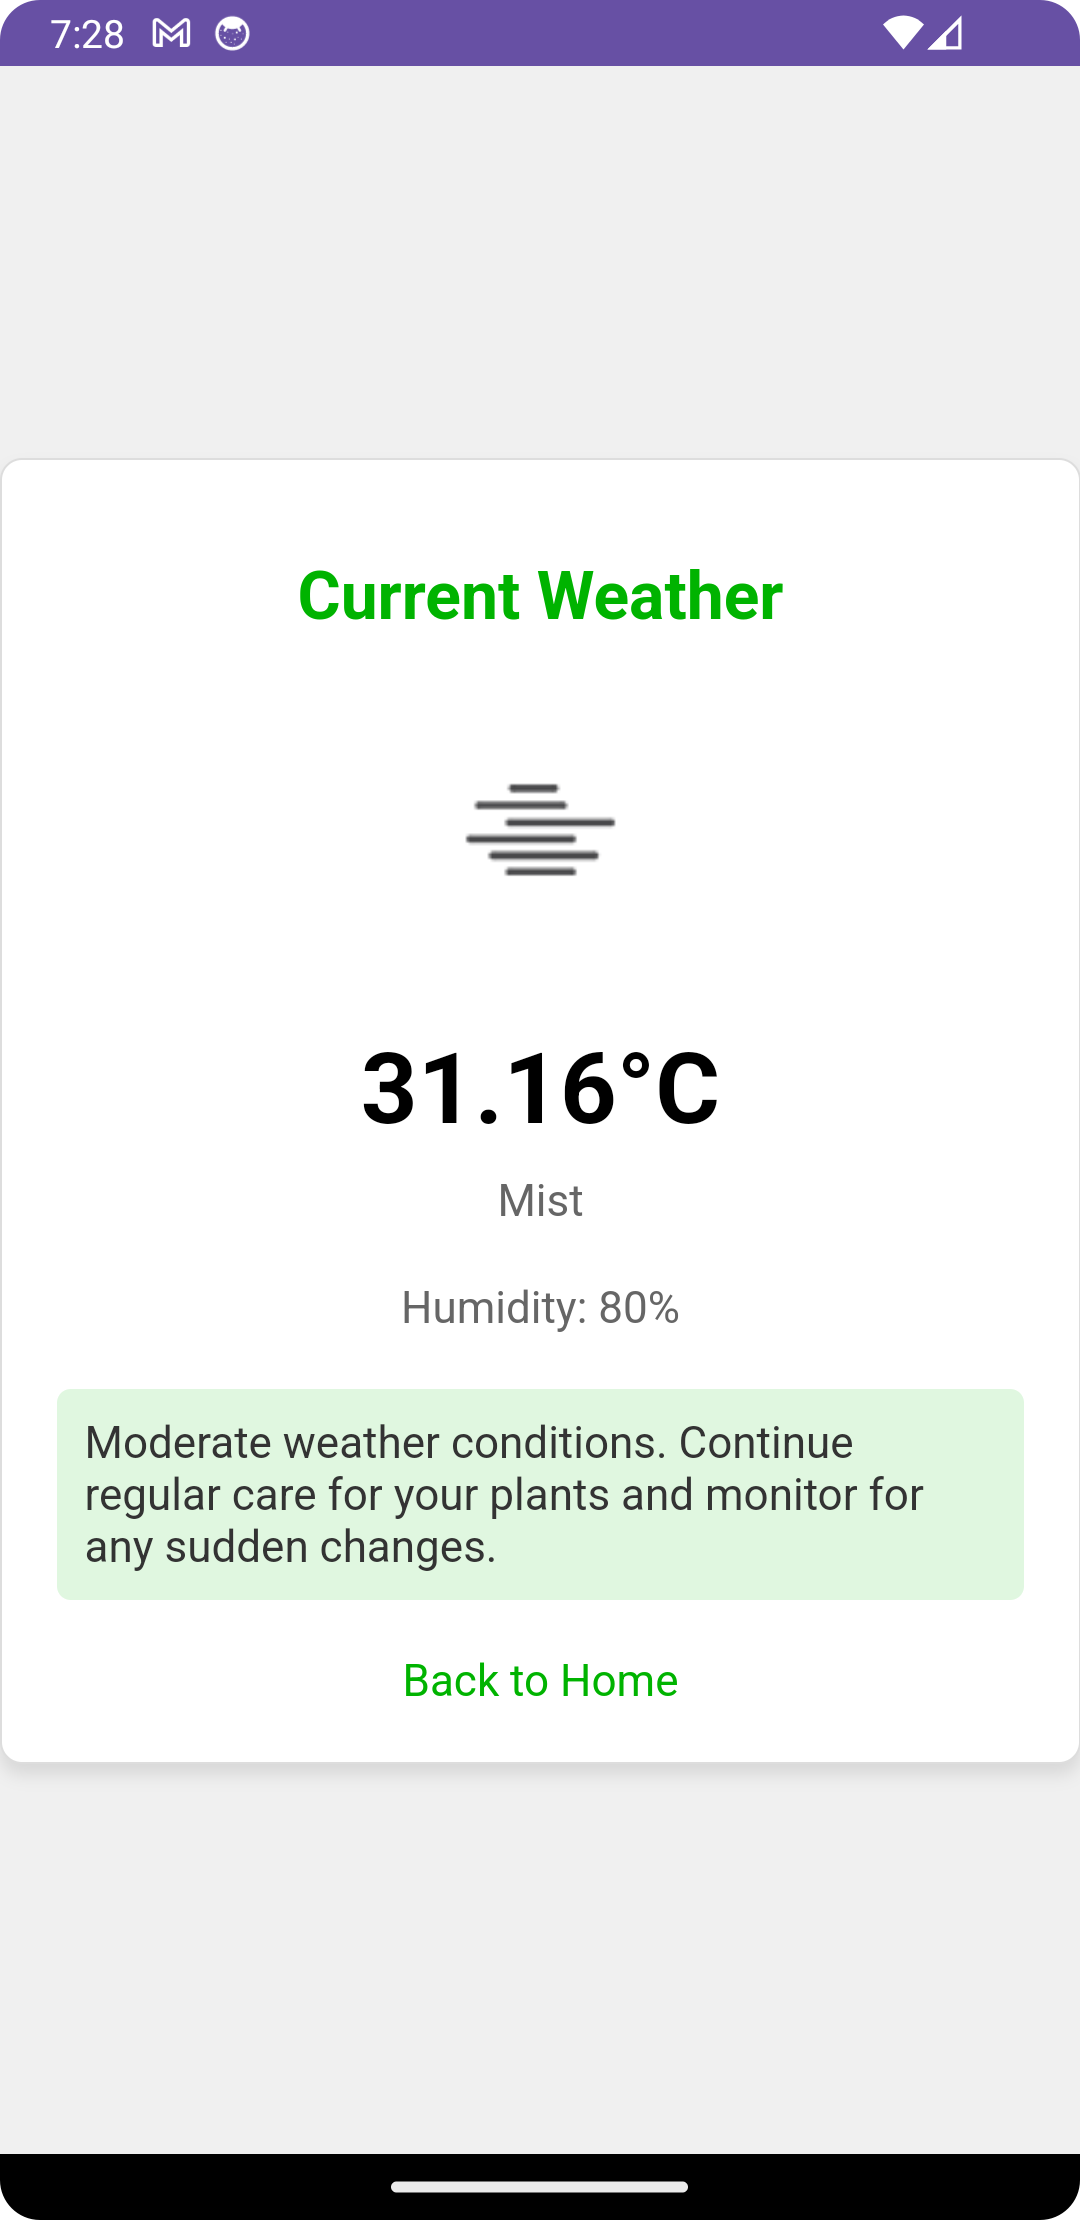 7:28
Current Weather
31.16°C
Mist
Humidity: 80%
Moderate weather conditions. Continue
regular care for your plants and monitor for
any sudden changes.
Back to Home